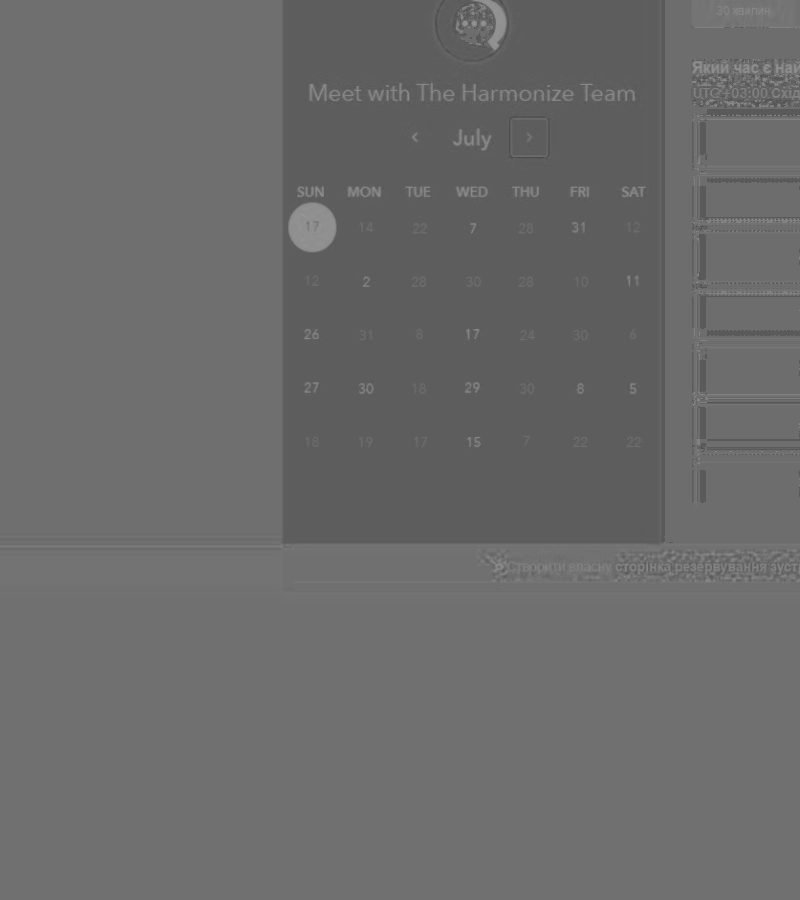 30 хвилин
Meet with The Harmonize Team
Який час є най
UTC +03:00 Схід
July
SUN MON TUE WED THU FRI SAT
17 14 22 7 28 31 12
12 2 28 30 28 10 11
26 31 8 17 24 30 6
27 30 18 29 30 8 5
18 19 17 15 7 22 22
Створити власну сторінка резервування зуст